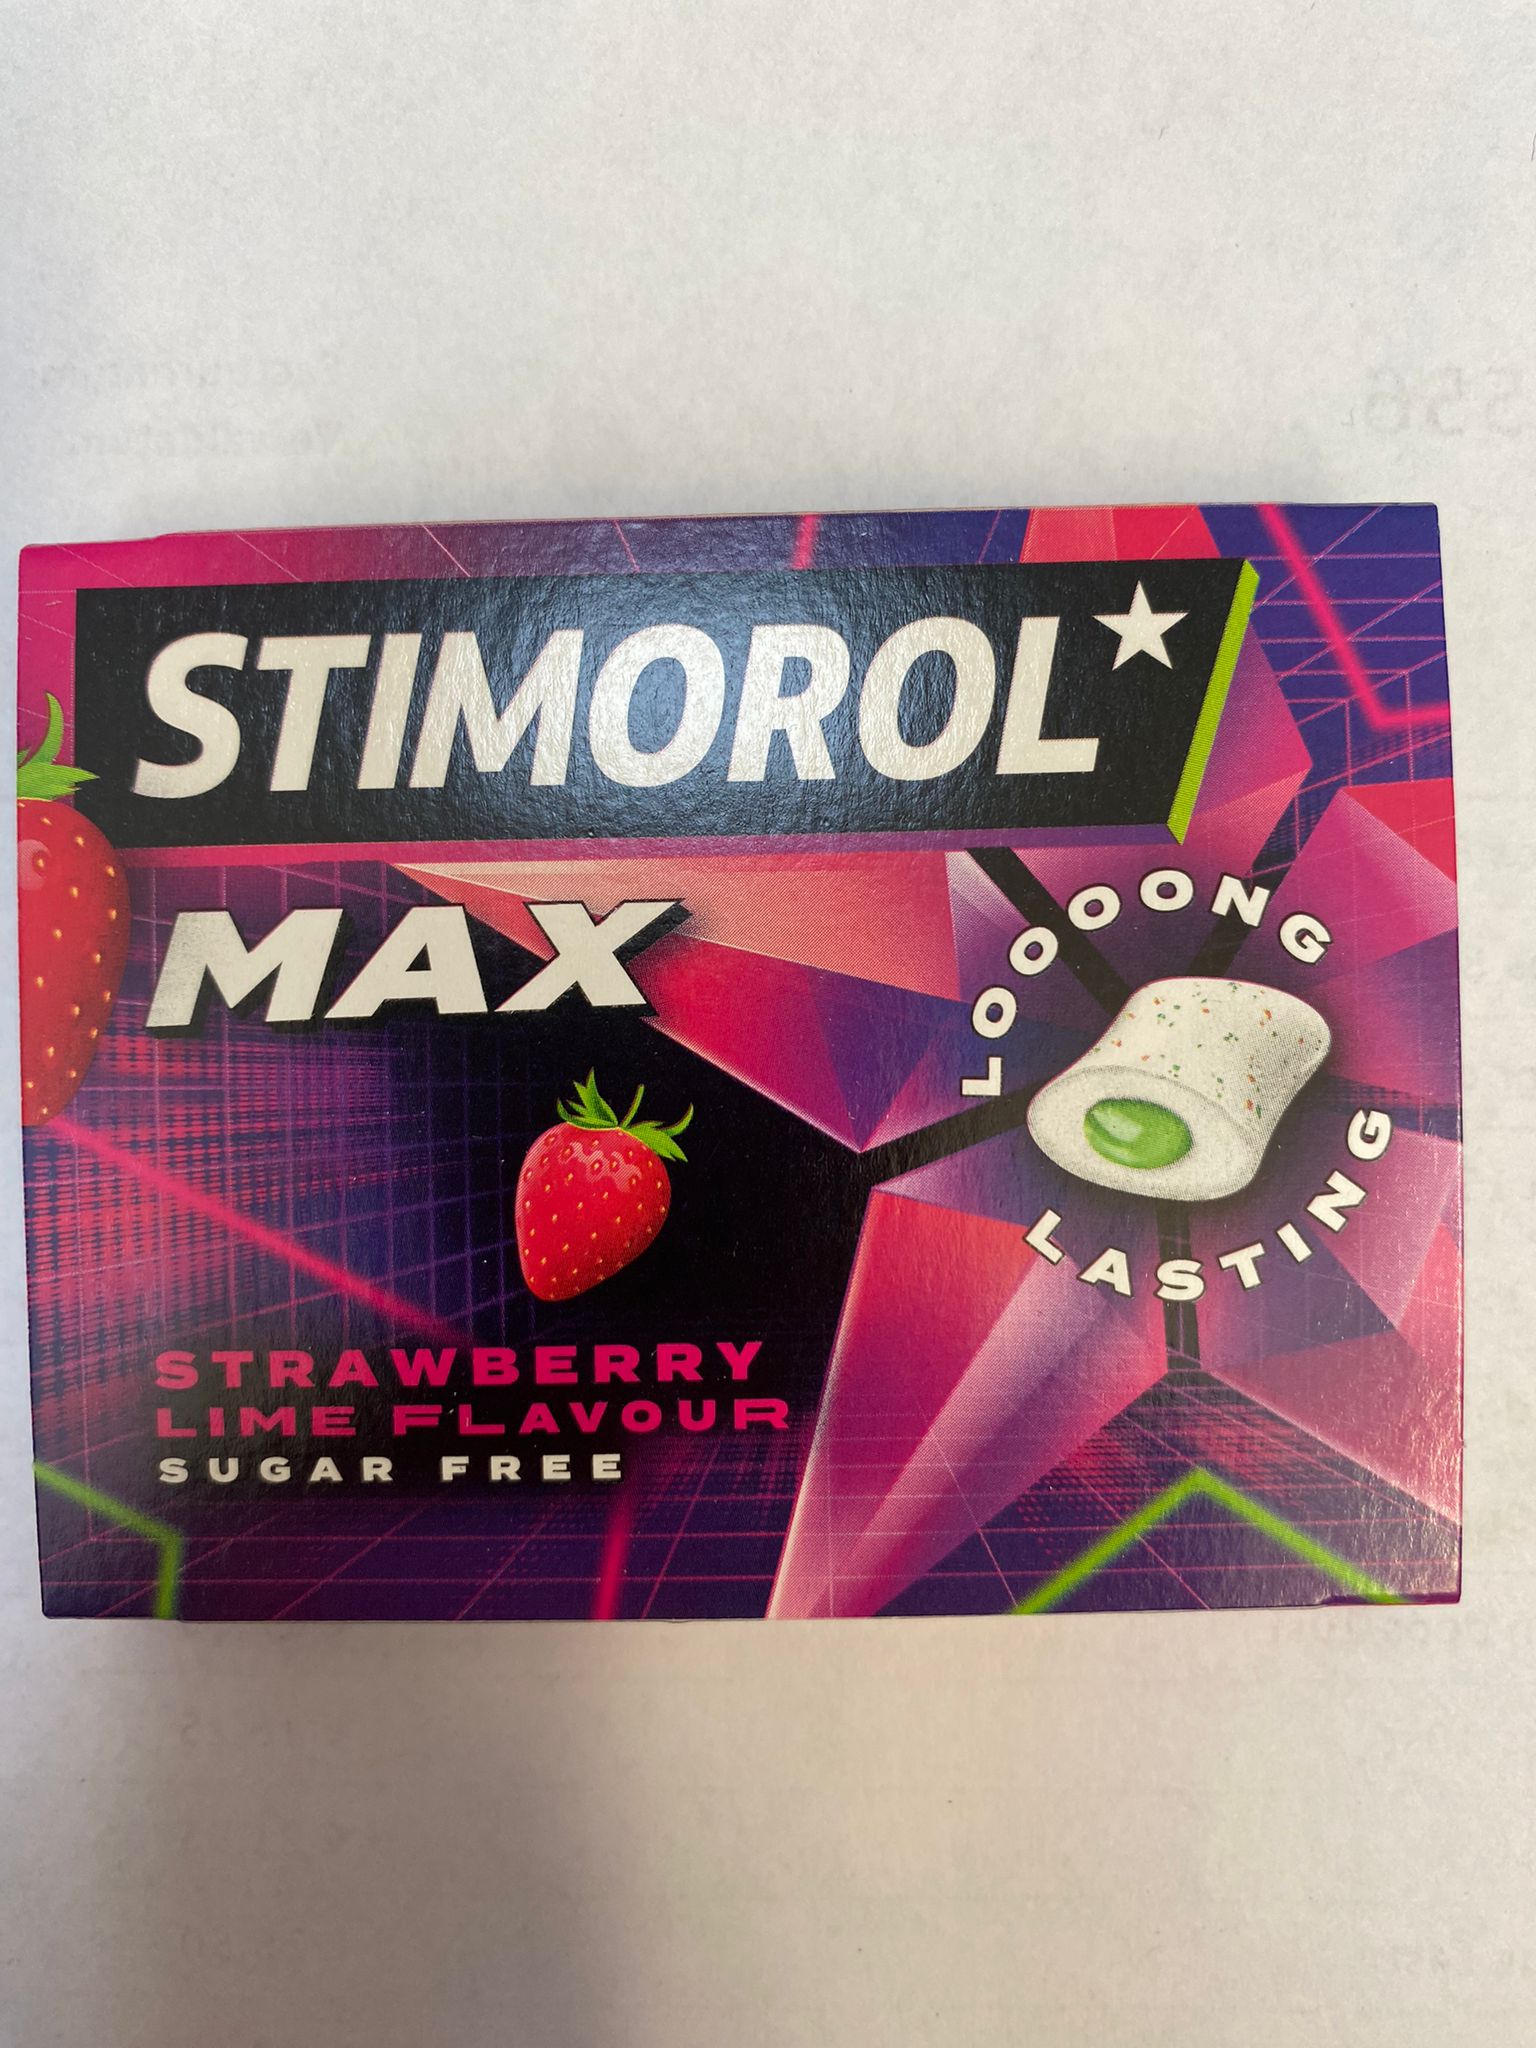 STIMOROL
MAX
LOOOONG
LASTING
STRAWBERRY
LIME FLAVOUR
SUGAR FREE